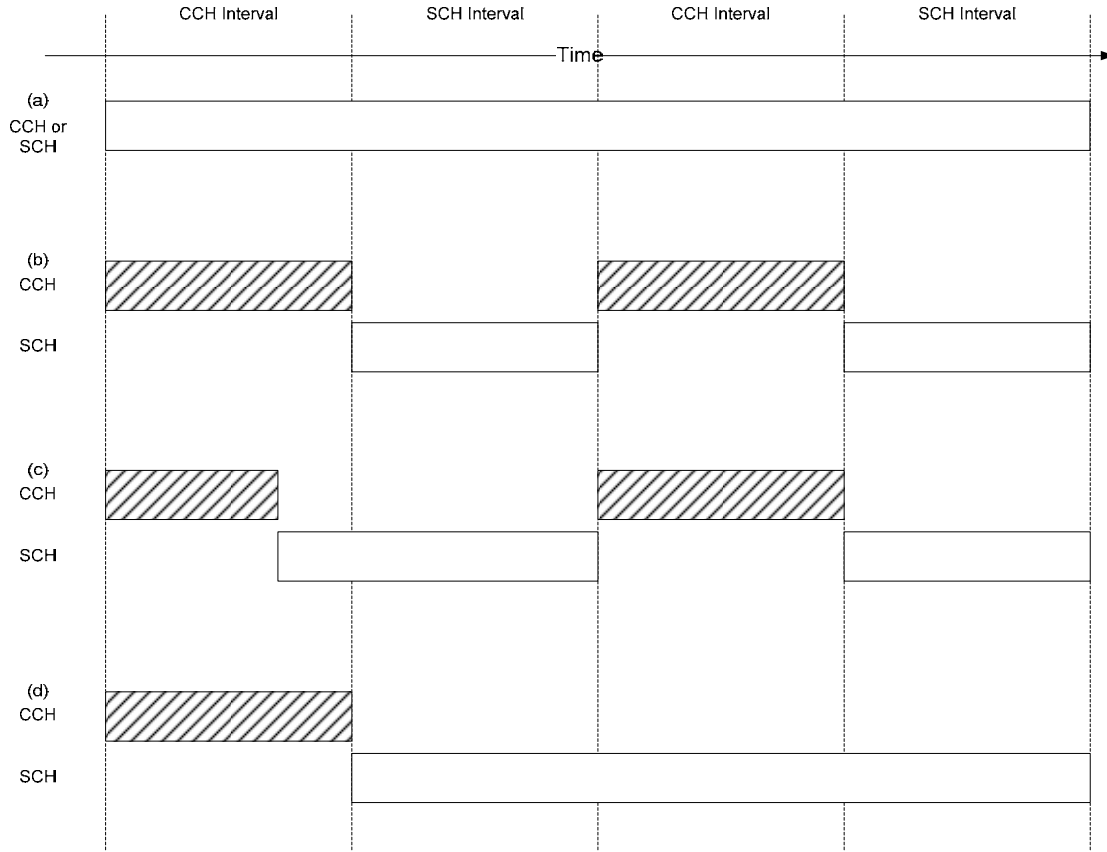 CCH Interval SCH Interval CCH Interval SCH Interval
Time
(a)
CCH or
SCH
(b)
CCH
SCH
(c)
CCH
SCH
(d)
CCH
SCH